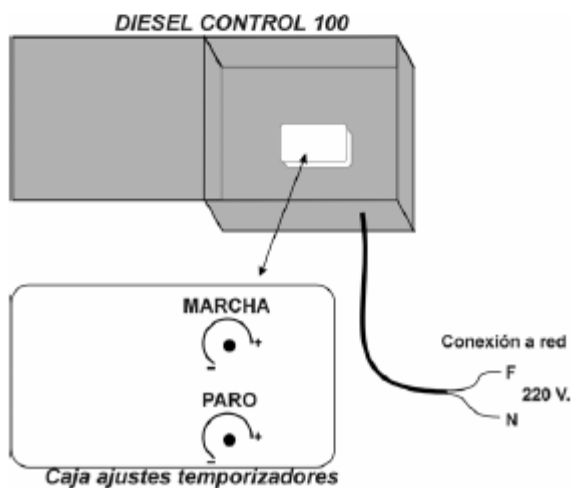 DIESEL CONTROL 100
MARCHA
- +
PARO
- +
Caja ajustes temporizadores
Conexión a red
F
220 V.
N